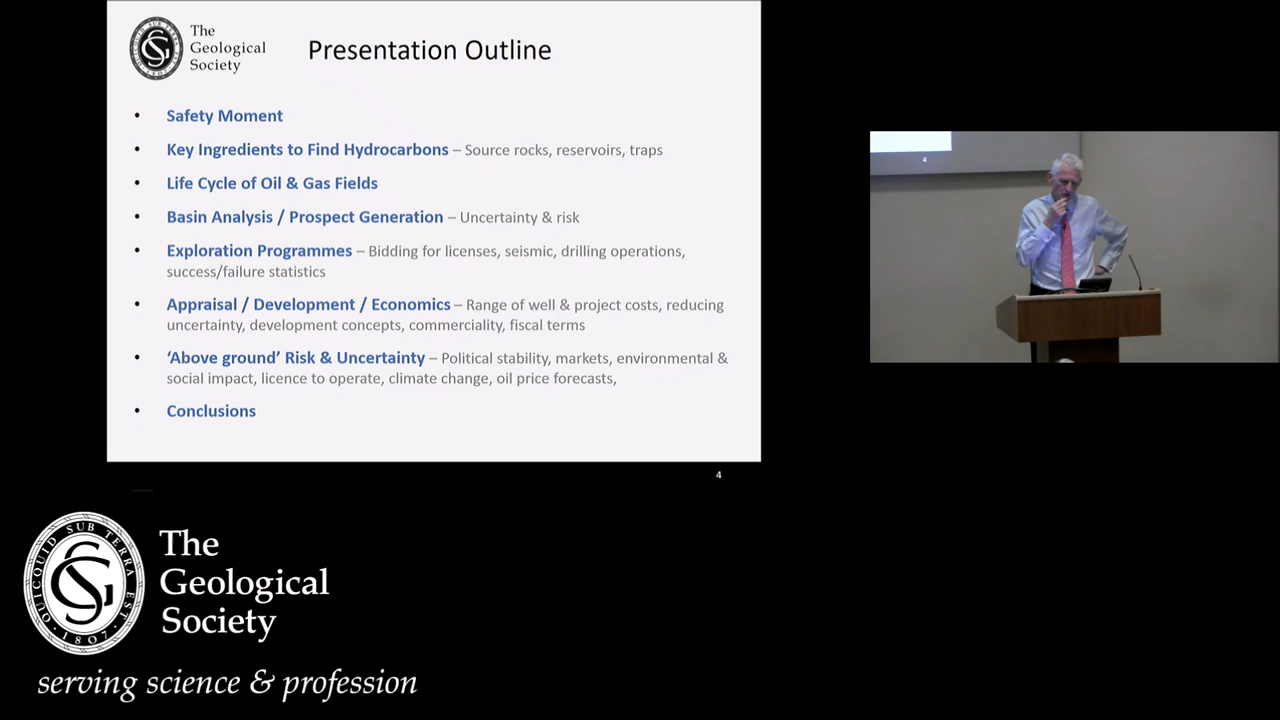 The
Geological
Society
Presentation Outline
• Safety Moment
• Key Ingredients to Find Hydrocarbons – Source rocks, reservoirs, traps
• Life Cycle of Oil & Gas Fields
• Basin Analysis / Prospect Generation – Uncertainty & risk
• Exploration Programmes – Bidding for licenses, seismic, drilling operations,
success/failure statistics
• Appraisal / Development / Economics – Range of well & project costs, reducing
uncertainty, development concepts, commerciality, fiscal terms
• ‘Above ground’ Risk & Uncertainty – Political stability, markets, environmental &
social impact, licence to operate, climate change, oil price forecasts,
• Conclusions
4
4
QUICQUID SUB TERRA EST
· 1807 ·
The
Geological
Society
serving science & profession